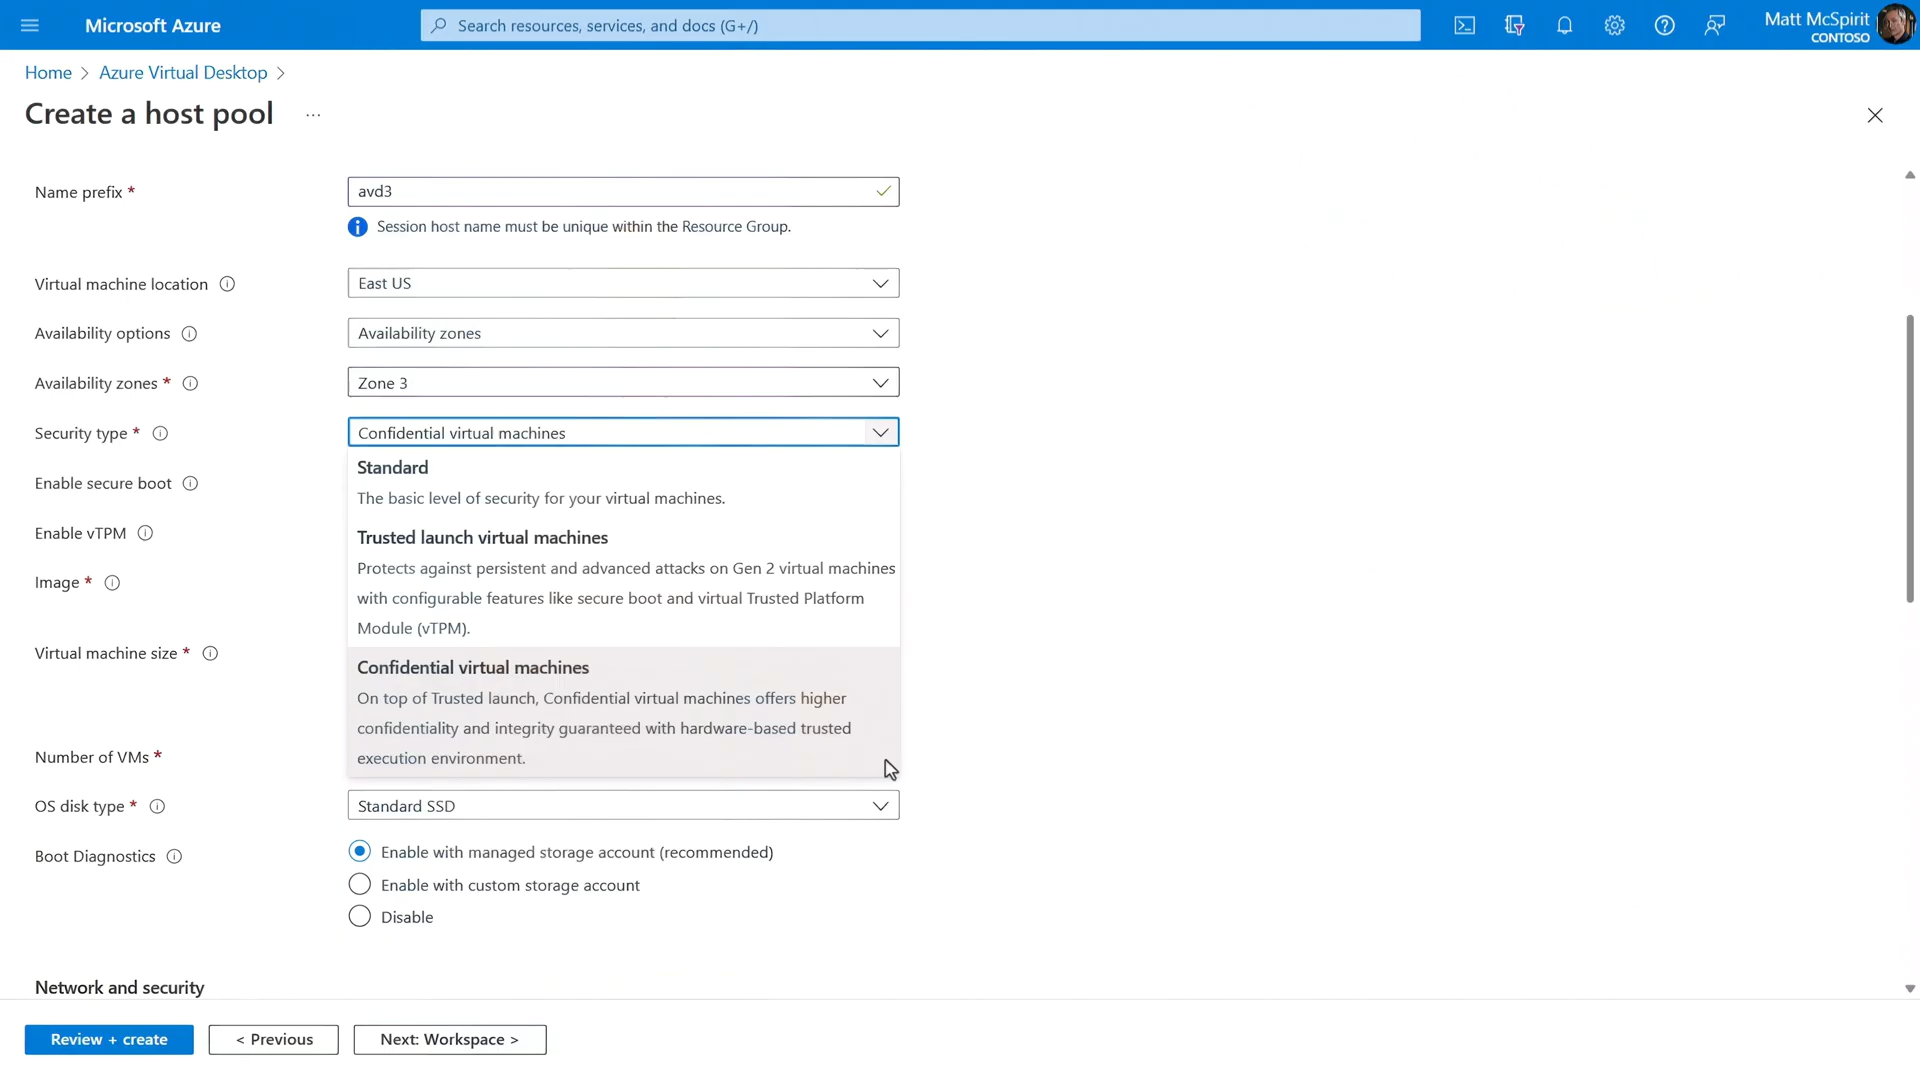 Microsoft Azure
Search resources, services, and docs (G+/)
Matt McSpirit
CONTOSO
Home > Azure Virtual Desktop >
Create a host pool ...
Name prefix *
avd3
Session host name must be unique within the Resource Group.
Virtual machine location
East US
Availability options
Availability zones
Availability zones *
Zone 3
Security type *
Confidential virtual machines
Standard
The basic level of security for your virtual machines.
Trusted launch virtual machines
Protects against persistent and advanced attacks on Gen 2 virtual machines
with configurable features like secure boot and virtual Trusted Platform
Module (vTPM).
Confidential virtual machines
On top of Trusted launch, Confidential virtual machines offers higher
confidentiality and integrity guaranteed with hardware-based trusted
execution environment.
Enable secure boot
Enable vTPM
Image *
Virtual machine size *
Number of VMs *
OS disk type *
Standard SSD
Boot Diagnostics
Enable with managed storage account (recommended)
Enable with custom storage account
Disable
Network and security
Review + create
< Previous
Next: Workspace >